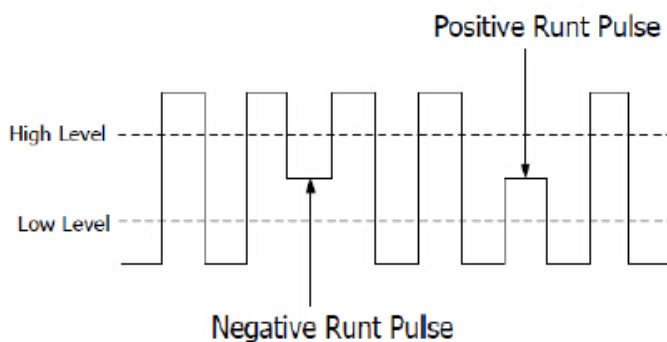 Positive Runt Pulse
High Level
Low Level
Negative Runt Pulse